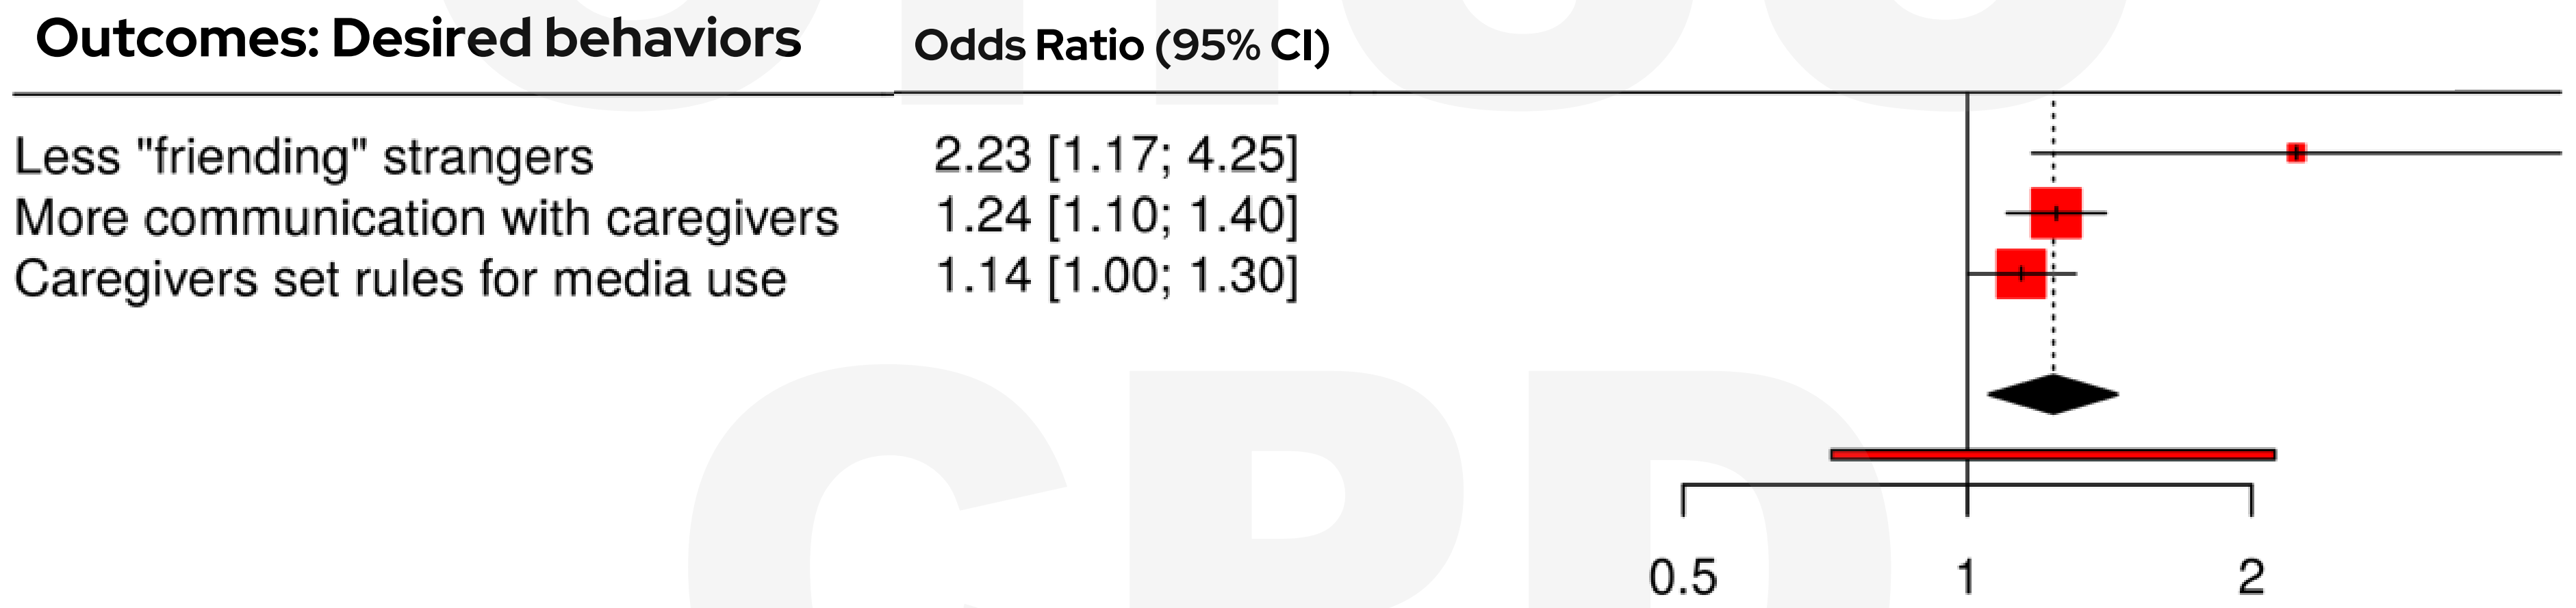 Outcomes: Desired behaviors Odds Ratio (95% CI)
Less "friending" strangers 2.23 [1.17; 4.25]
More communication with caregivers 1.24 [1.10; 1.40]
Caregivers set rules for media use 1.14 [1.00; 1.30]
CBD
0.5 1 2